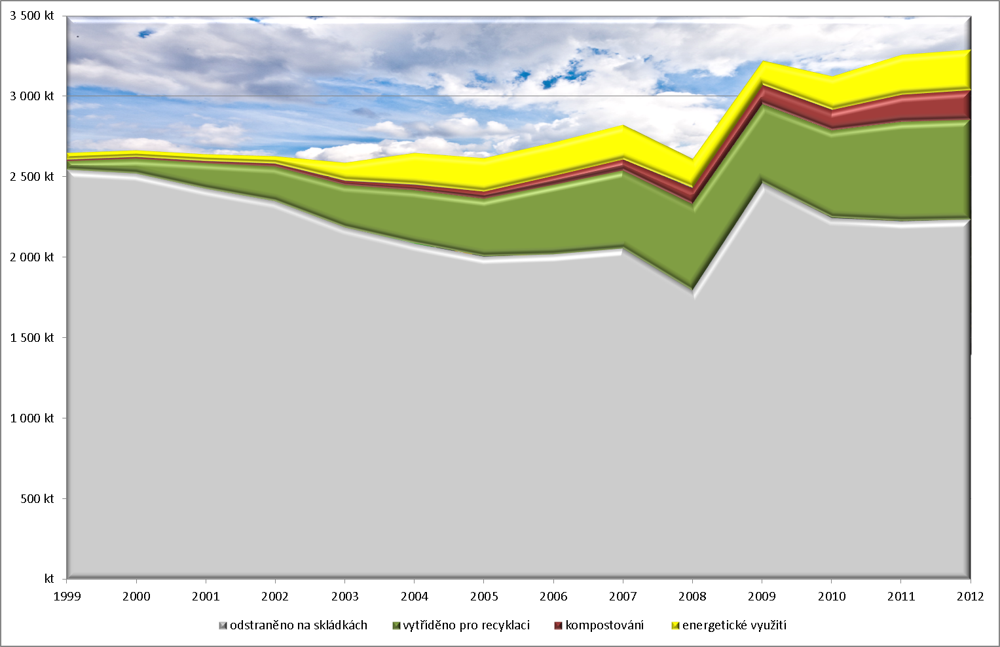 3 500 kt
3 000 kt
2 500 kt
2 000 kt
1 500 kt
1 000 kt
500 kt
kt
1999 2000 2001 2002 2003 2004 2005 2006 2007 2008 2009 2010 2011 2012
odstraněno na skládkách vytříděno pro recyklaci kompostování energetické využití